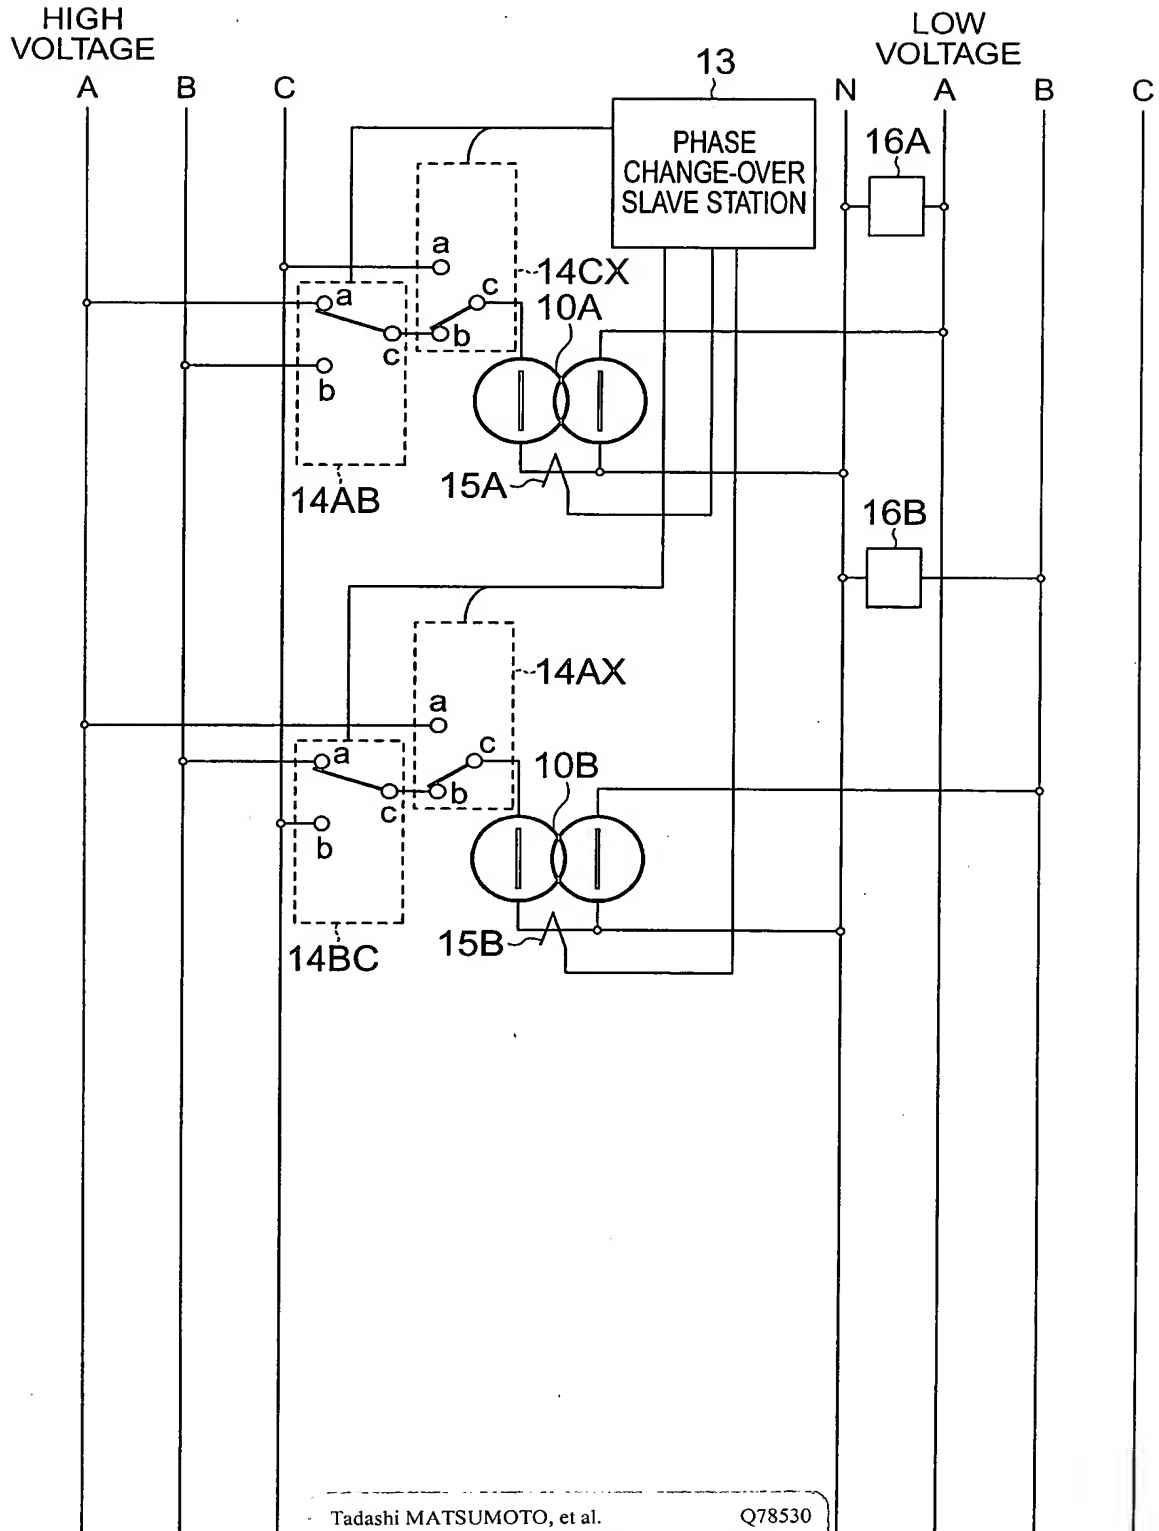 HIGH
VOLTAGE
A B C
LOW
VOLTAGE
N A B C
13
PHASE
CHANGE-OVER
SLAVE STATION
16A
a
14CX
a
c
10A
c
b
b
15A
14AB
16B
14AX
a
a
c
10B
c
b
b
15B
14BC
Tadashi MATSUMOTO, et al. Q78530